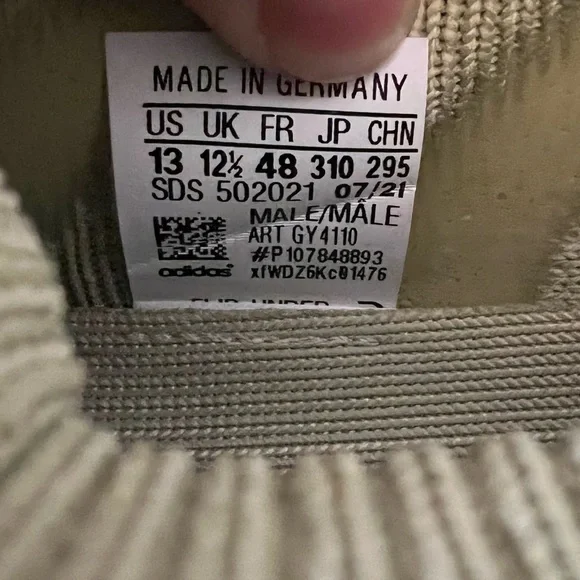 MADE IN GERMANY
US UK FR JP CHN
13 12½ 48 310 295
SDS 502021 07/21
MALE/MÂLE
ART GY4110
#P107848893
adidas xfWDZ6Kc01476